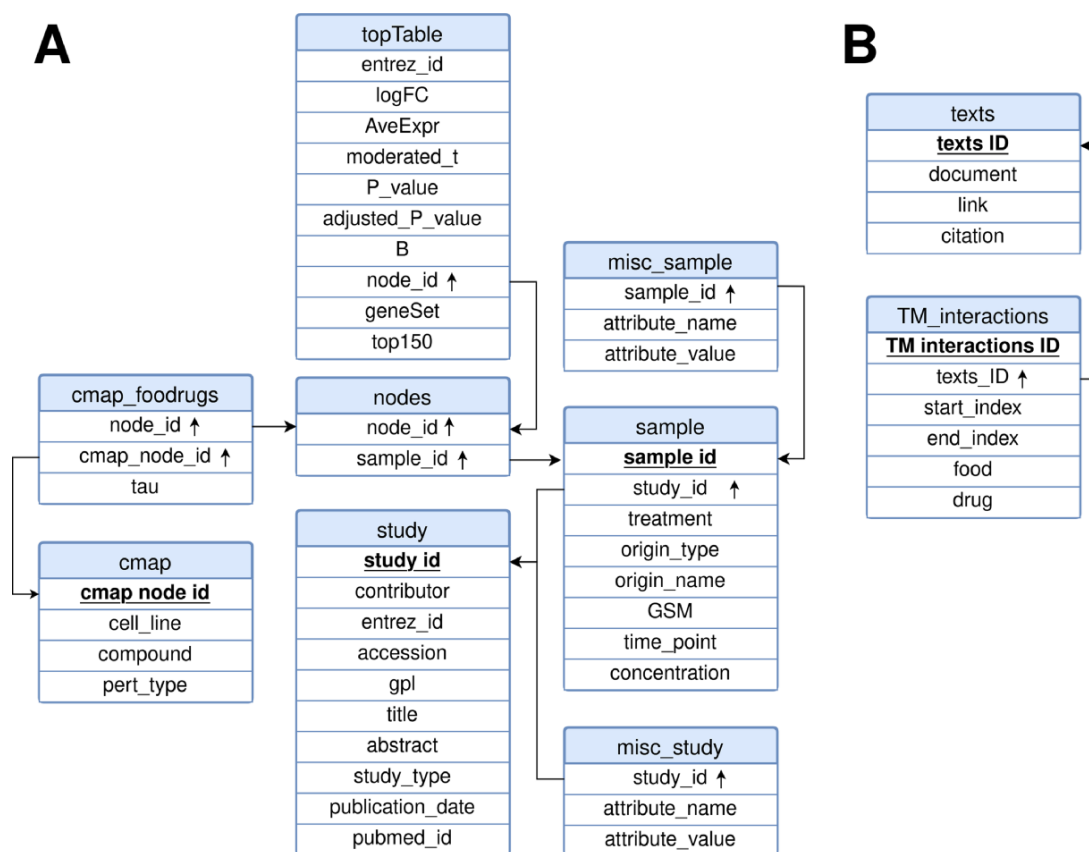 A
topTable
entrez_id
logFC
AveExpr
moderated_t
P_value
adjusted_P_value
B
node_id ↑
geneSet
top150
cmap_foodrugs
node_id ↑
cmap_node_id ↑
tau
nodes
node_id ↑
sample_id ↑
cmap
cmap node id
cell_line
compound
pert_type
study
study id
contributor
entrez_id
accession
gpl
title
abstract
study_type
publication_date
pubmed_id
misc_sample
sample_id ↑
attribute_name
attribute_value
sample
sample id
study_id ↑
treatment
origin_type
origin_name
GSM
time_point
concentration
misc_study
study_id ↑
attribute_name
attribute_value
B
texts
texts ID
document
link
citation
TM_interactions
TM interactions ID
texts_ID ↑
start_index
end_index
food
drug